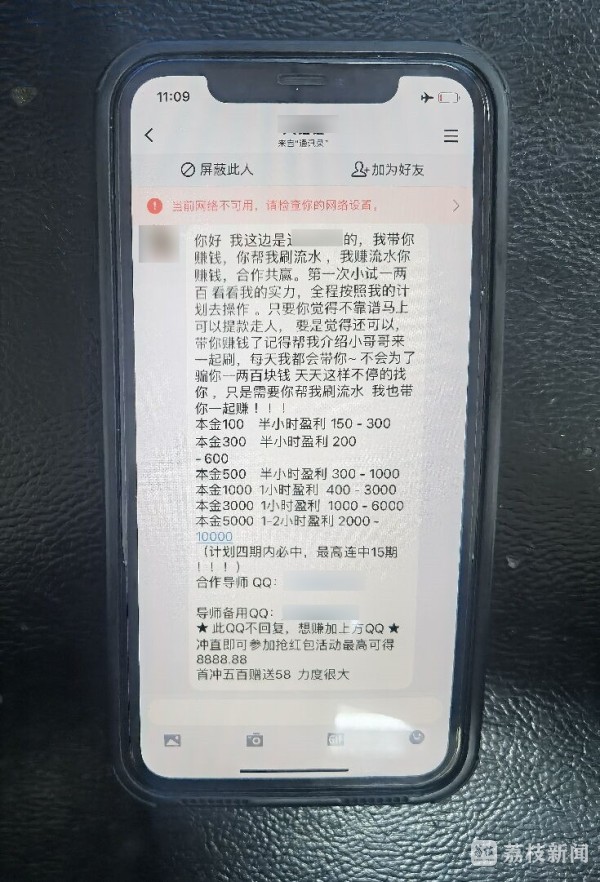 11:09
来自"通讯录"
屏蔽此人
加为好友
当前网络不可用，请检查你的网络设置。
你好 我这边是 的，我带你
赚钱，你帮我刷流水，我赚流水你
赚钱，合作共赢。第一次小试一两
百 看看我的实力，全程按照我的计
划去操作 。只要你觉得不靠谱马上
可以提款走人， 要是觉得还可以，
带你赚钱了记得帮我介绍小哥哥来
一起刷，每天我都会带你~ 不会为了
骗你一两百块钱 天天这样不停的找
你 ，只是需要你帮我刷流水 我也带
你一起赚！！！
本金100 半小时盈利 150 - 300
本金300 半小时盈利 200
- 600
本金500 半小时盈利 300 - 1000
本金1000 1小时盈利 400 - 3000
本金3000 1小时盈利 1000 - 6000
本金5000 1-2小时盈利 2000 -
10000
（计划四期内必中，最高连中15期
！！！）
合作导师 QQ：
导师备用QQ：
★ 此QQ不回复，想赚加上方QQ ★
冲直即可参加抢红包活动最高可得
8888.88
首冲五百赠送58 力度很大
荔枝新闻